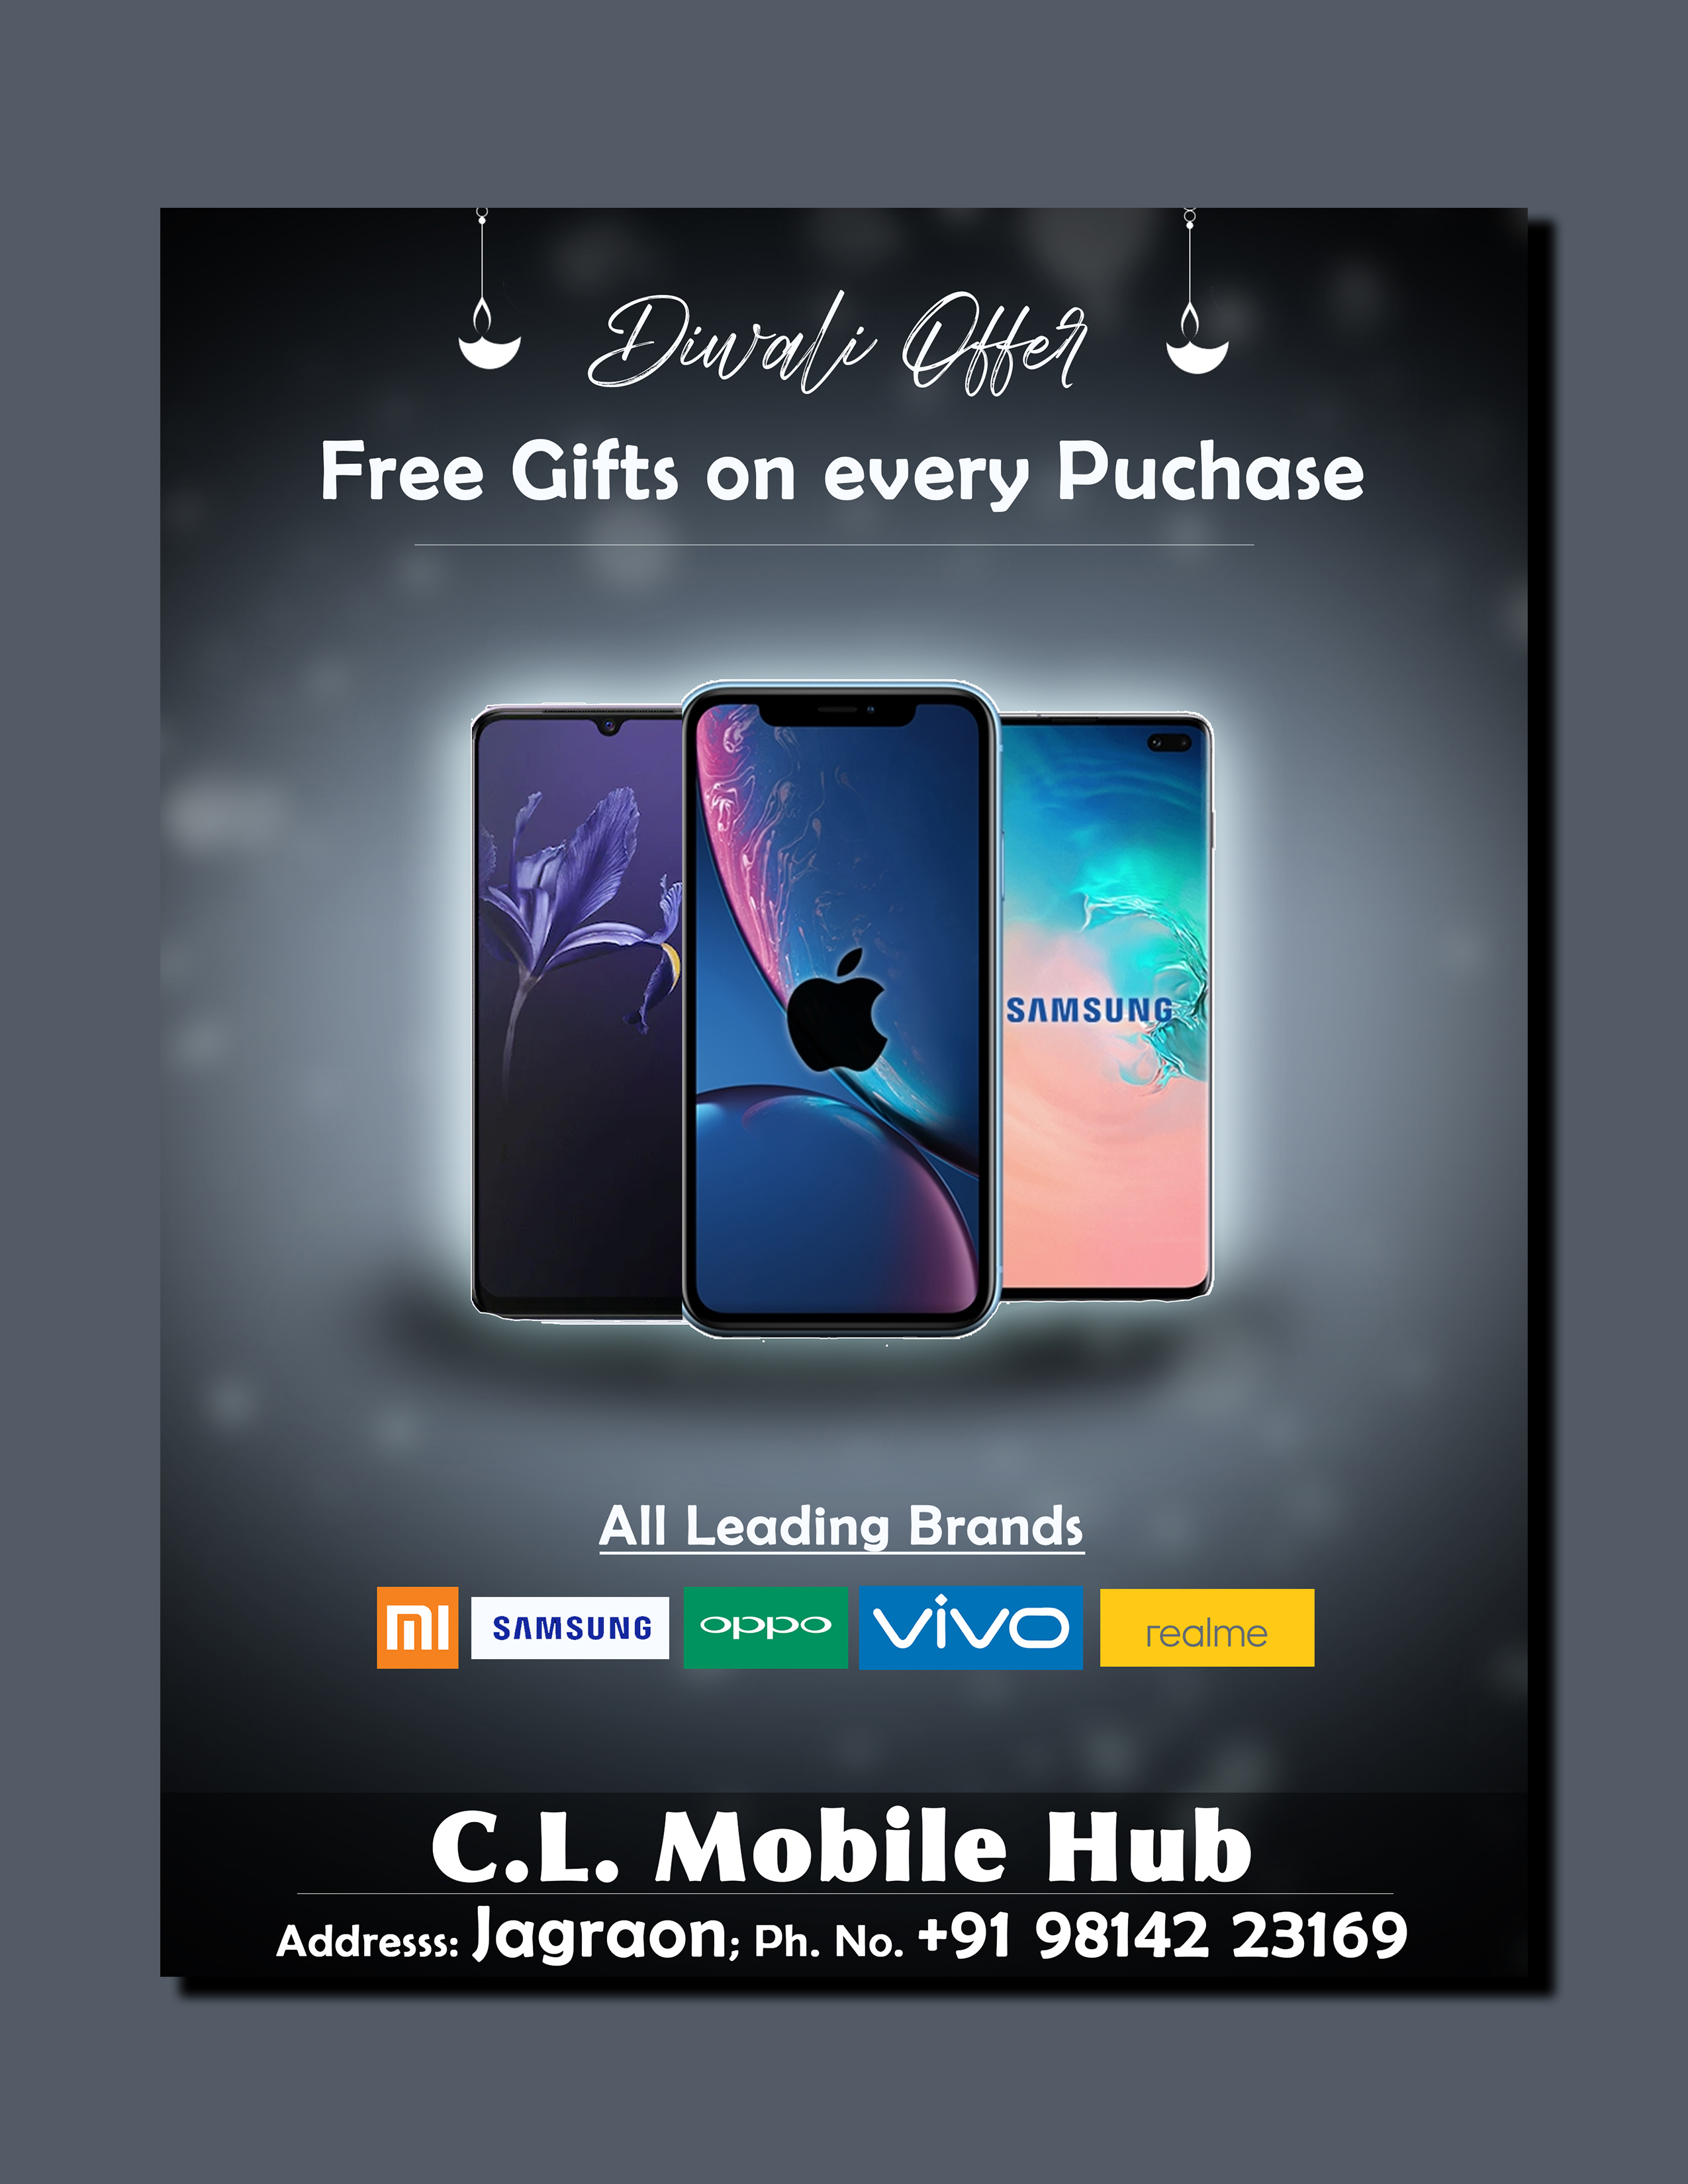 Diwali Offer
Free Gifts on every Puchase
SAMSUNG
All Leading Brands
mi SAMSUNG oppo vivo realme
C.L. Mobile Hub
Addresss: Jagraon; Ph. No. +91 98142 23169